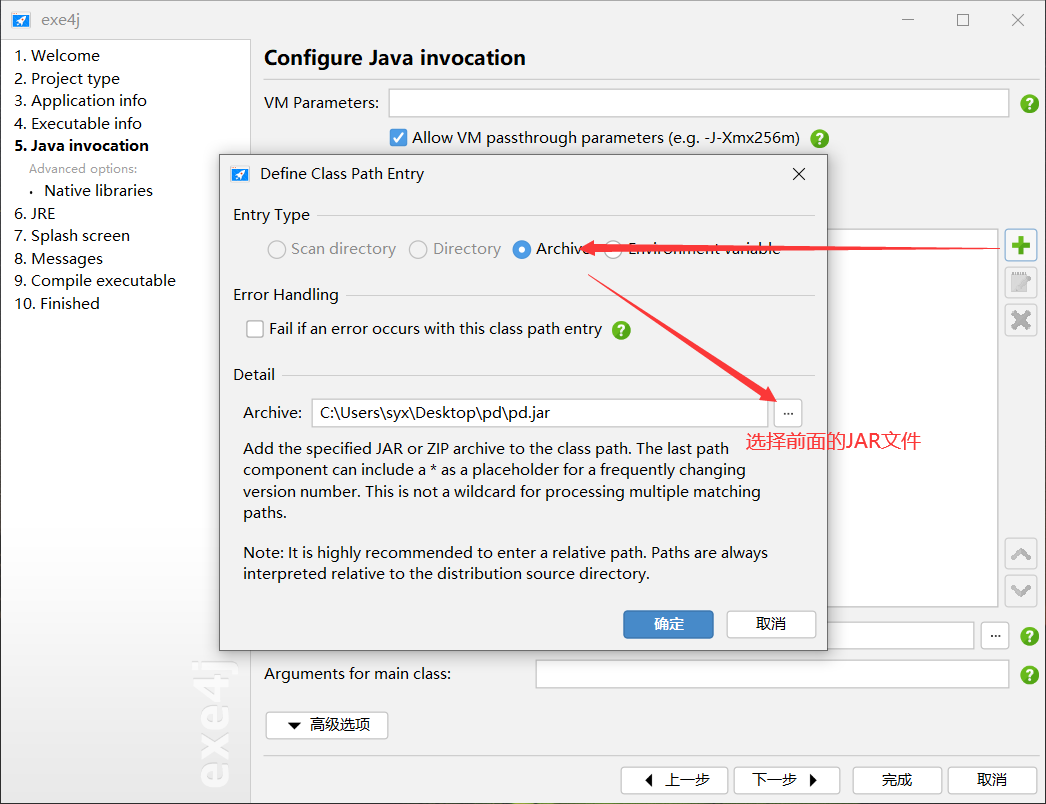 exe4j
1. Welcome
2. Project type
3. Application info
4. Executable info
5. Java invocation
Advanced options:
· Native libraries
6. JRE
7. Splash screen
8. Messages
9. Compile executable
10. Finished
exe4j
Configure Java invocation
VM Parameters:
Allow VM passthrough parameters (e.g. -J-Xmx256m)
Define Class Path Entry
Entry Type
Scan directory Directory Archive Environment variable
Error Handling
Fail if an error occurs with this class path entry
Detail
Archive: C:\Users\syx\Desktop\pd\pd.jar ...
选择前面的JAR文件
Add the specified JAR or ZIP archive to the class path. The last path
component can include a * as a placeholder for a frequently changing
version number. This is not a wildcard for processing multiple matching
paths.
Note: It is highly recommended to enter a relative path. Paths are always
interpreted relative to the distribution source directory.
确定 取消
...
Arguments for main class:
高级选项
上一步 下一步 完成 取消